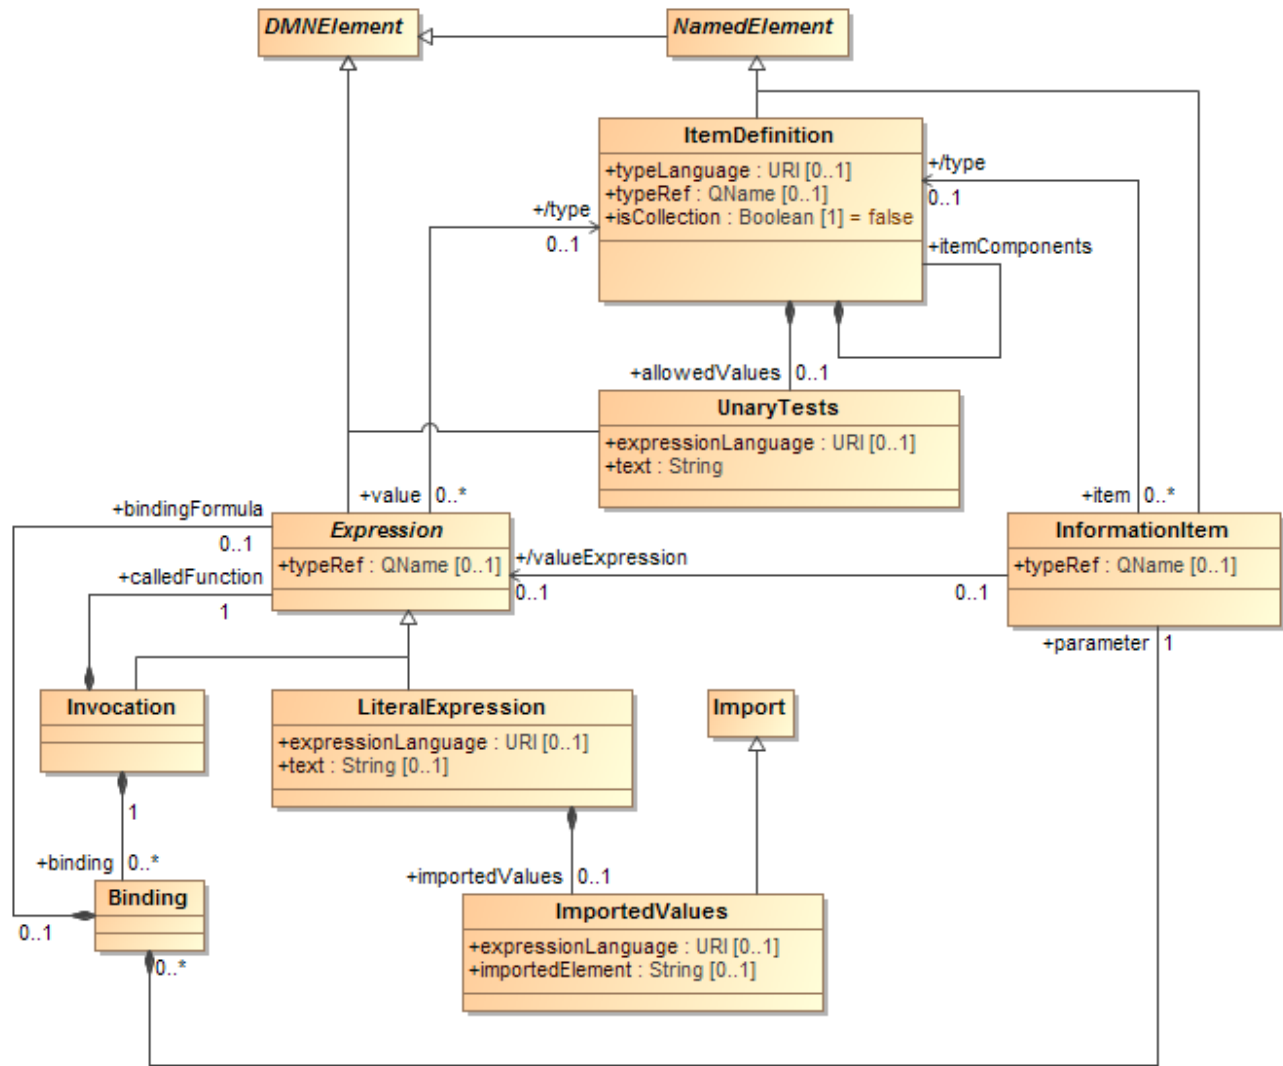 DMNElement
NamedElement
ItemDefinition
+typeLanguage : URI [0..1]
+typeRef : QName [0..1]
+isCollection : Boolean [1] = false
+/type
0..1
+/type
0..1
+itemComponents
+allowedValues 0..1
UnaryTests
+expressionLanguage : URI [0..1]
+text : String
+value 0..*
+item 0..*
+bindingFormula
0..1
+calledFunction
1
Expression
+typeRef : QName [0..1]
+/valueExpression
0..1
0..1
InformationItem
+typeRef : QName [0..1]
+parameter 1
Invocation
LiteralExpression
+expressionLanguage : URI [0..1]
+text : String [0..1]
Import
1
+binding 0..*
+importedValues 0..1
Binding
0..1
0..*
ImportedValues
+expressionLanguage : URI [0..1]
+importedElement : String [0..1]